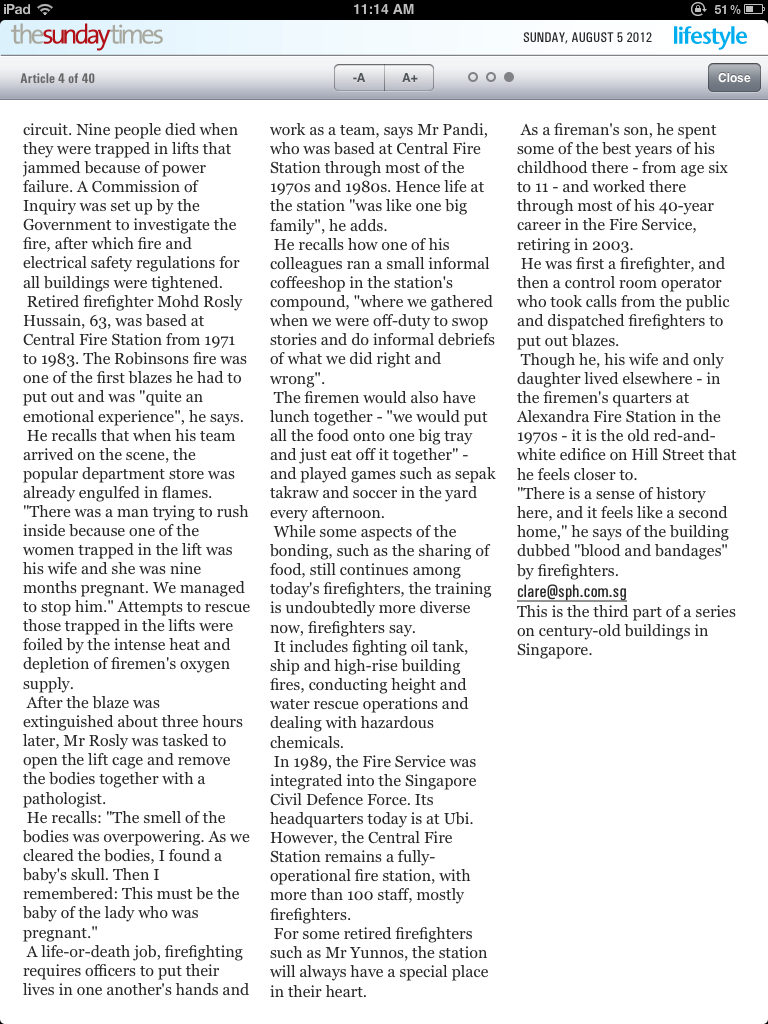 iPad
11:14 AM
51 %
thesundaytimes
SUNDAY, AUGUST 5 2012
lifestyle
Article 4 of 40
-A
A+
Close
circuit. Nine people died when
they were trapped in lifts that
jammed because of power
failure. A Commission of
Inquiry was set up by the
Government to investigate the
fire, after which fire and
electrical safety regulations for
all buildings were tightened.
Retired firefighter Mohd Rosly
Hussain, 63, was based at
Central Fire Station from 1971
to 1983. The Robinsons fire was
one of the first blazes he had to
put out and was "quite an
emotional experience", he says.
He recalls that when his team
arrived on the scene, the
popular department store was
already engulfed in flames.
"There was a man trying to rush
inside because one of the
women trapped in the lift was
his wife and she was nine
months pregnant. We managed
to stop him." Attempts to rescue
those trapped in the lifts were
foiled by the intense heat and
depletion of firemen's oxygen
supply.
After the blaze was
extinguished about three hours
later, Mr Rosly was tasked to
open the lift cage and remove
the bodies together with a
pathologist.
He recalls: "The smell of the
bodies was overpowering. As we
cleared the bodies, I found a
baby's skull. Then I
remembered: This must be the
baby of the lady who was
pregnant."
A life-or-death job, firefighting
requires officers to put their
lives in one another's hands and
work as a team, says Mr Pandi,
who was based at Central Fire
Station through most of the
1970s and 1980s. Hence life at
the station "was like one big
family", he adds.
He recalls how one of his
colleagues ran a small informal
coffeeshop in the station's
compound, "where we gathered
when we were off-duty to swop
stories and do informal debriefs
of what we did right and
wrong".
The firemen would also have
lunch together - "we would put
all the food onto one big tray
and just eat off it together" -
and played games such as sepak
takraw and soccer in the yard
every afternoon.
While some aspects of the
bonding, such as the sharing of
food, still continues among
today's firefighters, the training
is undoubtedly more diverse
now, firefighters say.
It includes fighting oil tank,
ship and high-rise building
fires, conducting height and
water rescue operations and
dealing with hazardous
chemicals.
In 1989, the Fire Service was
integrated into the Singapore
Civil Defence Force. Its
headquarters today is at Ubi.
However, the Central Fire
Station remains a fully-
operational fire station, with
more than 100 staff, mostly
firefighters.
For some retired firefighters
such as Mr Yunnos, the station
will always have a special place
in their heart.
As a fireman's son, he spent
some of the best years of his
childhood there - from age six
to 11 - and worked there
through most of his 40-year
career in the Fire Service,
retiring in 2003.
He was first a firefighter, and
then a control room operator
who took calls from the public
and dispatched firefighters to
put out blazes.
Though he, his wife and only
daughter lived elsewhere - in
the firemen's quarters at
Alexandra Fire Station in the
1970s - it is the old red-and-
white edifice on Hill Street that
he feels closer to.
"There is a sense of history
here, and it feels like a second
home," he says of the building
dubbed "blood and bandages"
by firefighters.
clare@sph.com.sg
This is the third part of a series
on century-old buildings in
Singapore.